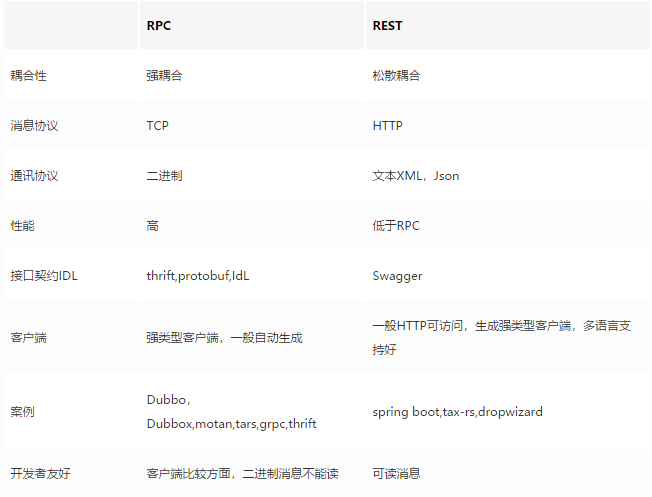 RPC REST
耦合性 强耦合 松散耦合
消息协议 TCP HTTP
通讯协议 二进制 文本XML，Json
性能 高 低于RPC
接口契约IDL thrift,protobuf,IdL Swagger
客户端 强类型客户端，一般自动生成 一般HTTP可访问，生成强类型客户端，多语言支
持好
案例 Dubbo，
Dubbox,motan,tars,grpc,thrift spring boot,tax-rs,dropwizard
开发者友好 客户端比较方面，二进制消息不能读 可读消息